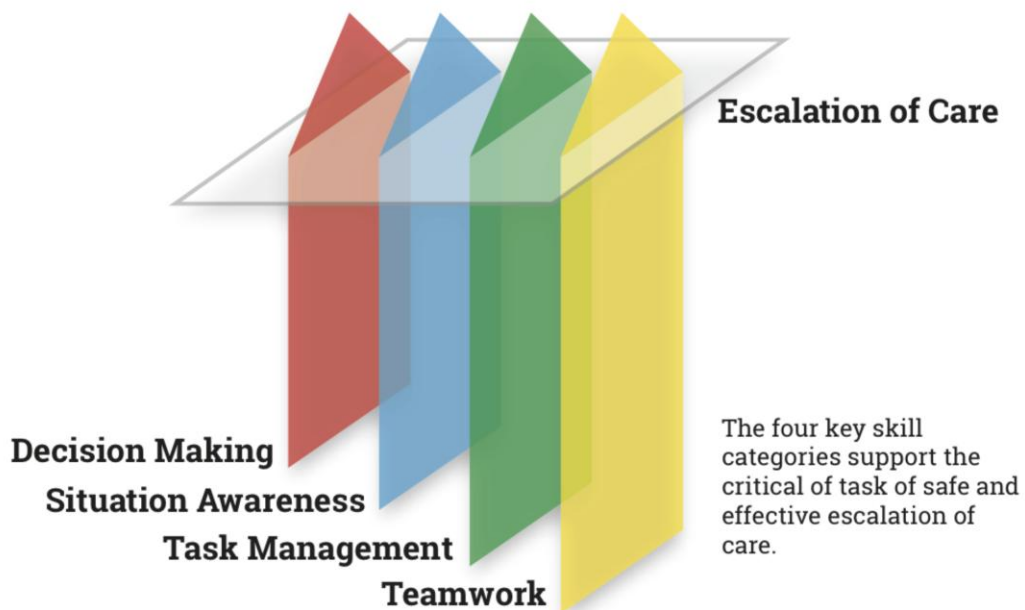 Escalation of Care
Decision Making
Situation Awareness
Task Management
Teamwork
The four key skill
categories support the
critical of task of safe and
effective escalation of
care.